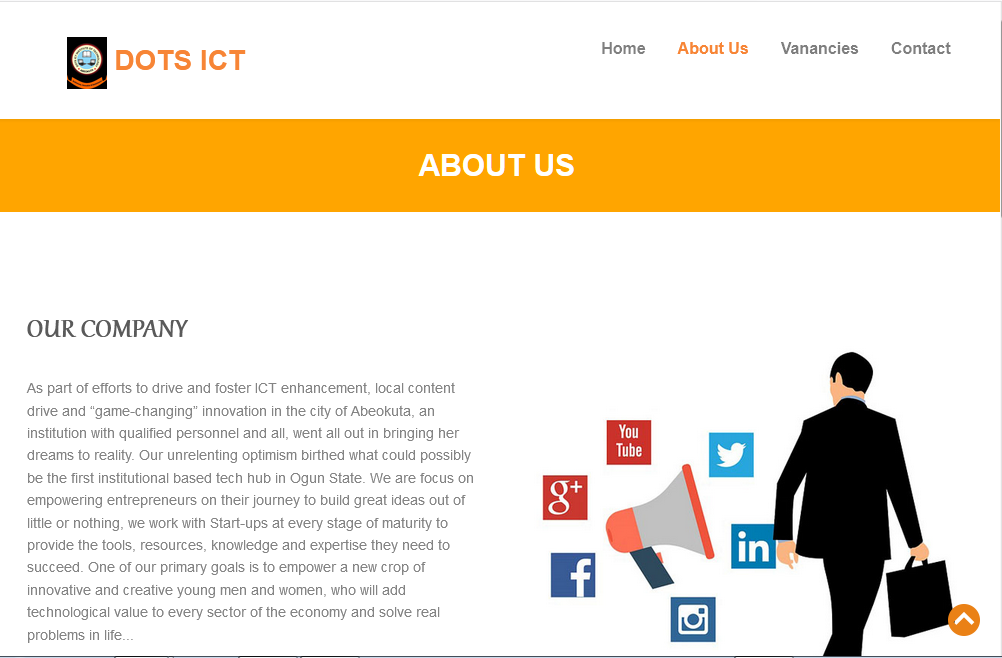 DOTS ICT
Home About Us Vanancies Contact
ABOUT US
OUR COMPANY
As part of efforts to drive and foster ICT enhancement, local content
drive and “game-changing” innovation in the city of Abeokuta, an
institution with qualified personnel and all, went all out in bringing her
dreams to reality. Our unrelenting optimism birthed what could possibly
be the first institutional based tech hub in Ogun State. We are focus on
empowering entrepreneurs on their journey to build great ideas out of
little or nothing, we work with Start-ups at every stage of maturity to
provide the tools, resources, knowledge and expertise they need to
succeed. One of our primary goals is to empower a new crop of
innovative and creative young men and women, who will add
technological value to every sector of the economy and solve real
problems in life...
You
Tube
g+
in
f